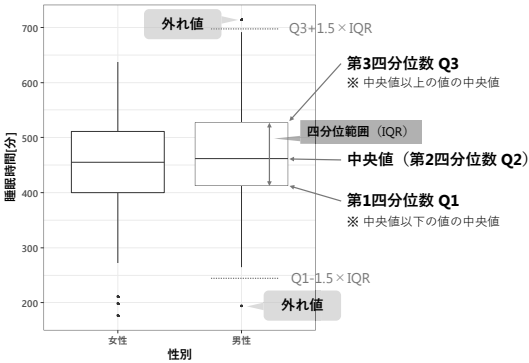 外れ値
Q3+1.5×IQR
700
第3四分位数 Q3
※ 中央値以上の値の中央値
600
四分位範囲（IQR）
500
中央値（第2四分位数 Q2）
睡眠時間[分]
400
第1四分位数 Q1
※ 中央値以下の値の中央値
300
Q1-1.5×IQR
外れ値
200
女性
男性
性別